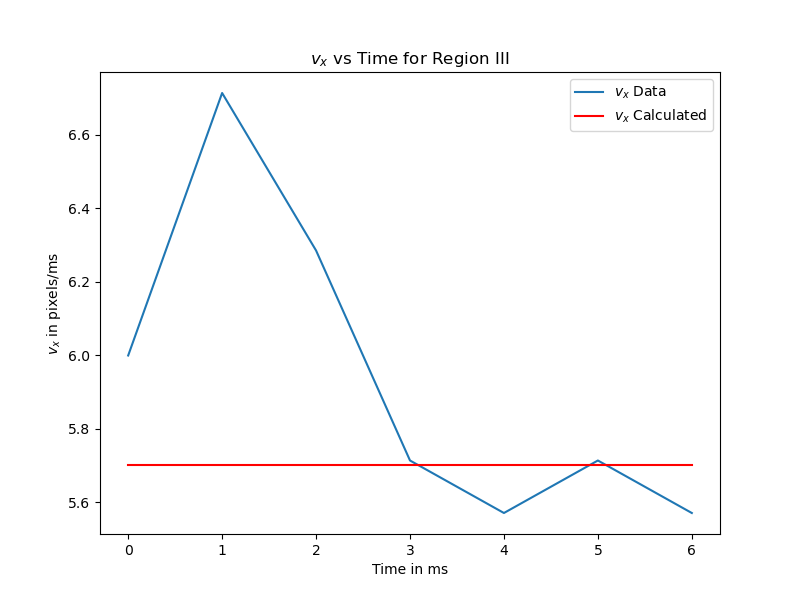 v_x vs Time for Region III
v_x Data
v_x Calculated
v_x in pixels/ms
6.6
6.4
6.2
6.0
5.8
5.6
0 1 2 3 4 5 6
Time in ms